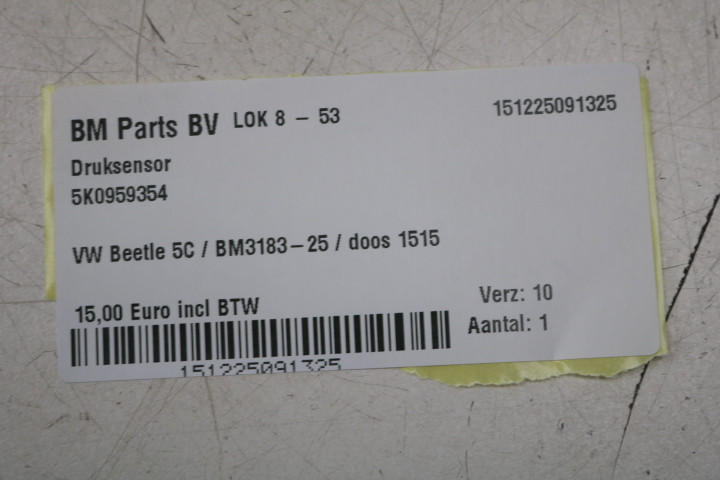 BM Parts BV LOK 8 – 53 151225091325
Druksensor
5K0959354
VW Beetle 5C / BM3183–25 / doos 1515
15,00 Euro incl BTW
Verz: 10
Aantal: 1
151225091325